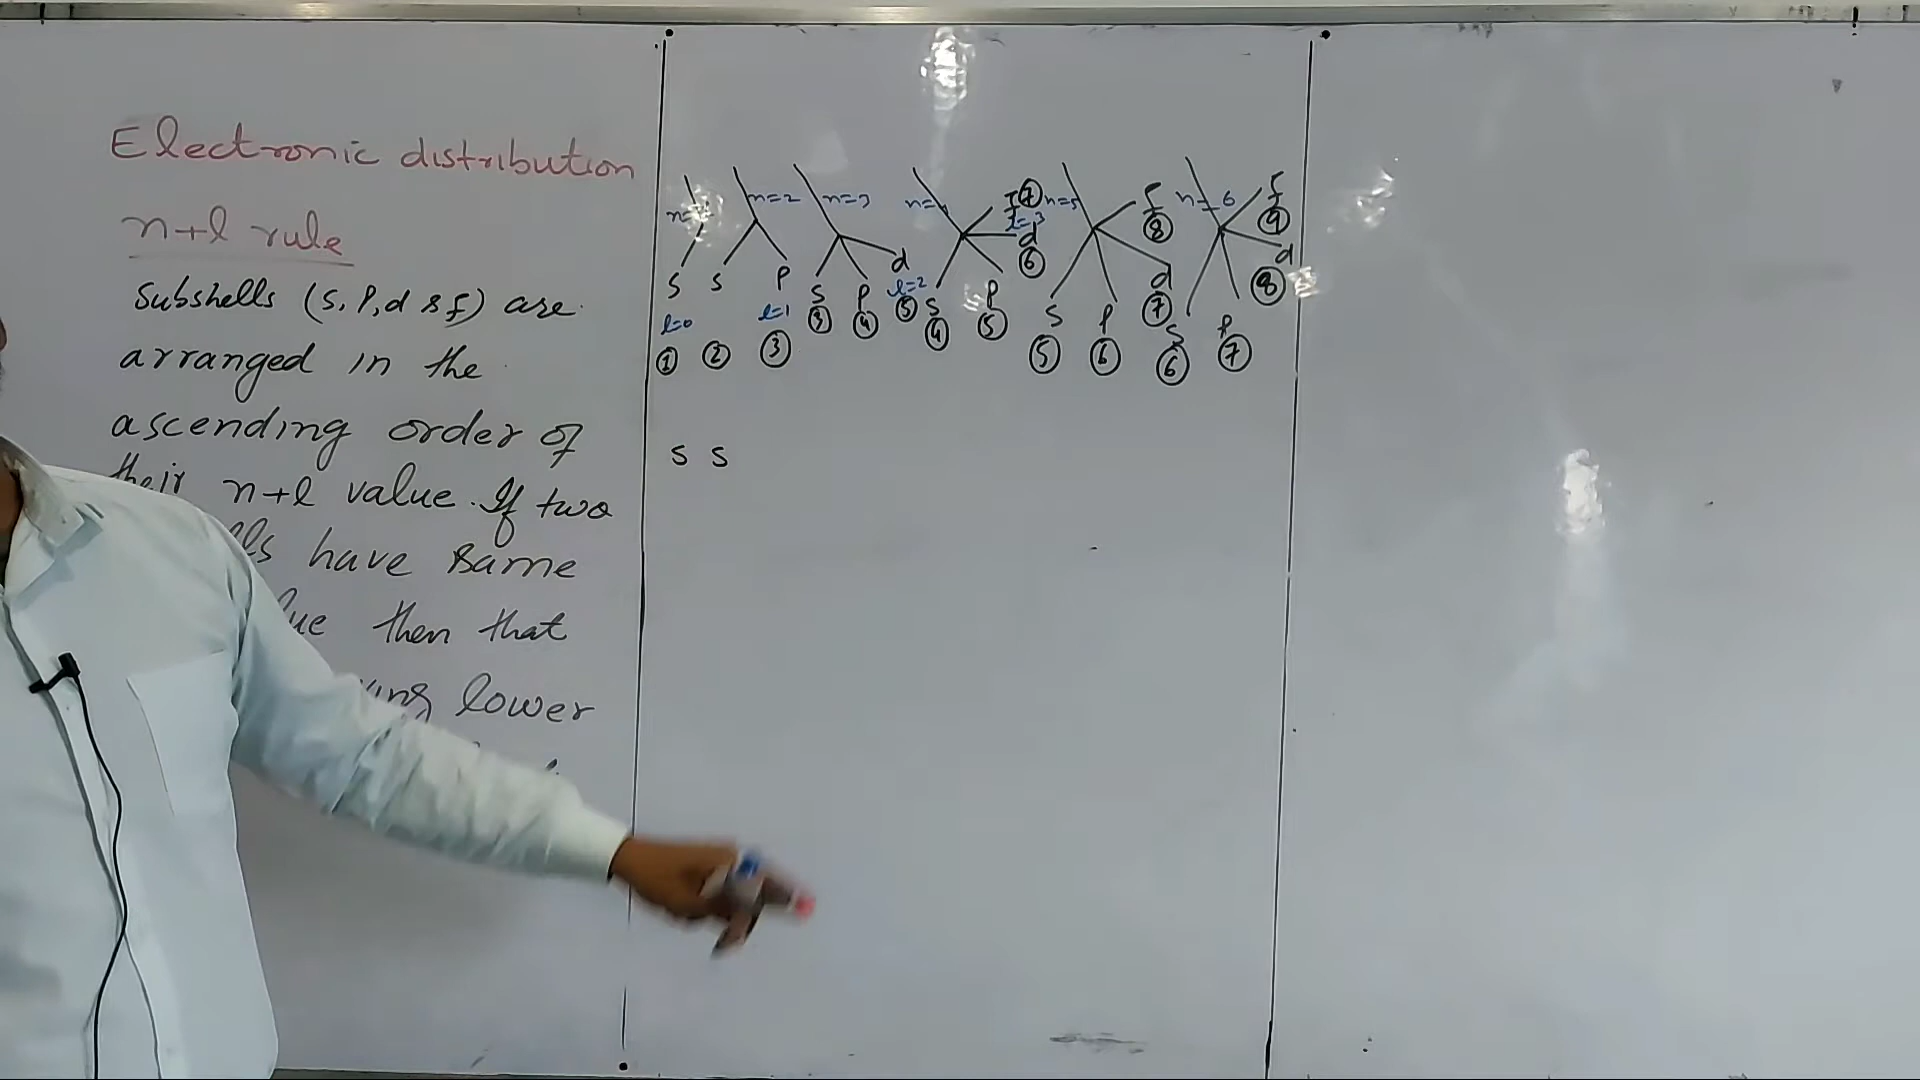 Electronic distribution
n+l rule
Subshells (s, p, d & f) are
arranged in the
ascending order of
their n+l value. If two
have same
then that
lower
n=2 n=3 n=5 n=6
s s p s p d s p d f 7 s p d f s p d f
l=0 l=1 l=2 l=3
1 2 3 3 4 5 4 5 6 5 6 7 8 6 7 8 9
s s